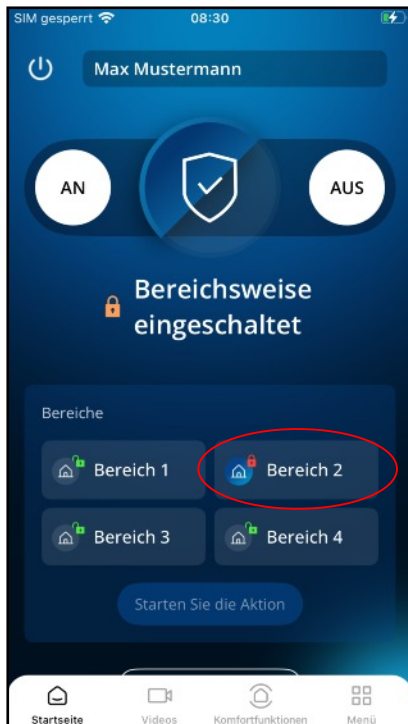 SIM gesperrt 08:30
Max Mustermann
AN AUS
Bereichsweise
eingeschaltet
Bereiche
Bereich 1 Bereich 2
Bereich 3 Bereich 4
Starten Sie die Aktion
Startseite Videos Komfortfunktionen Menü